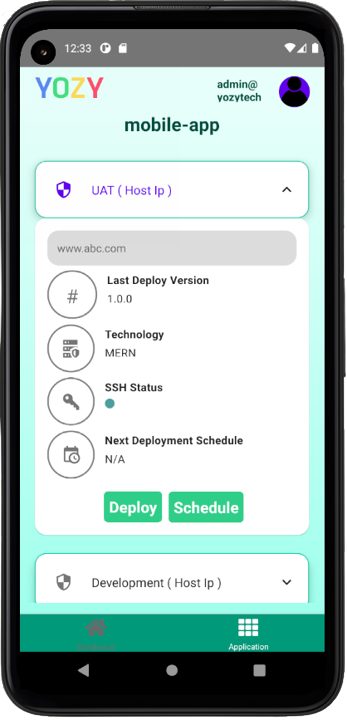 12:33
YOZY
admin@
yozytech
mobile-app
UAT ( Host Ip )
www.abc.com
#
Last Deploy Version
1.0.0
Technology
MERN
SSH Status
Next Deployment Schedule
N/A
Deploy
Schedule
Development ( Host Ip )
Application